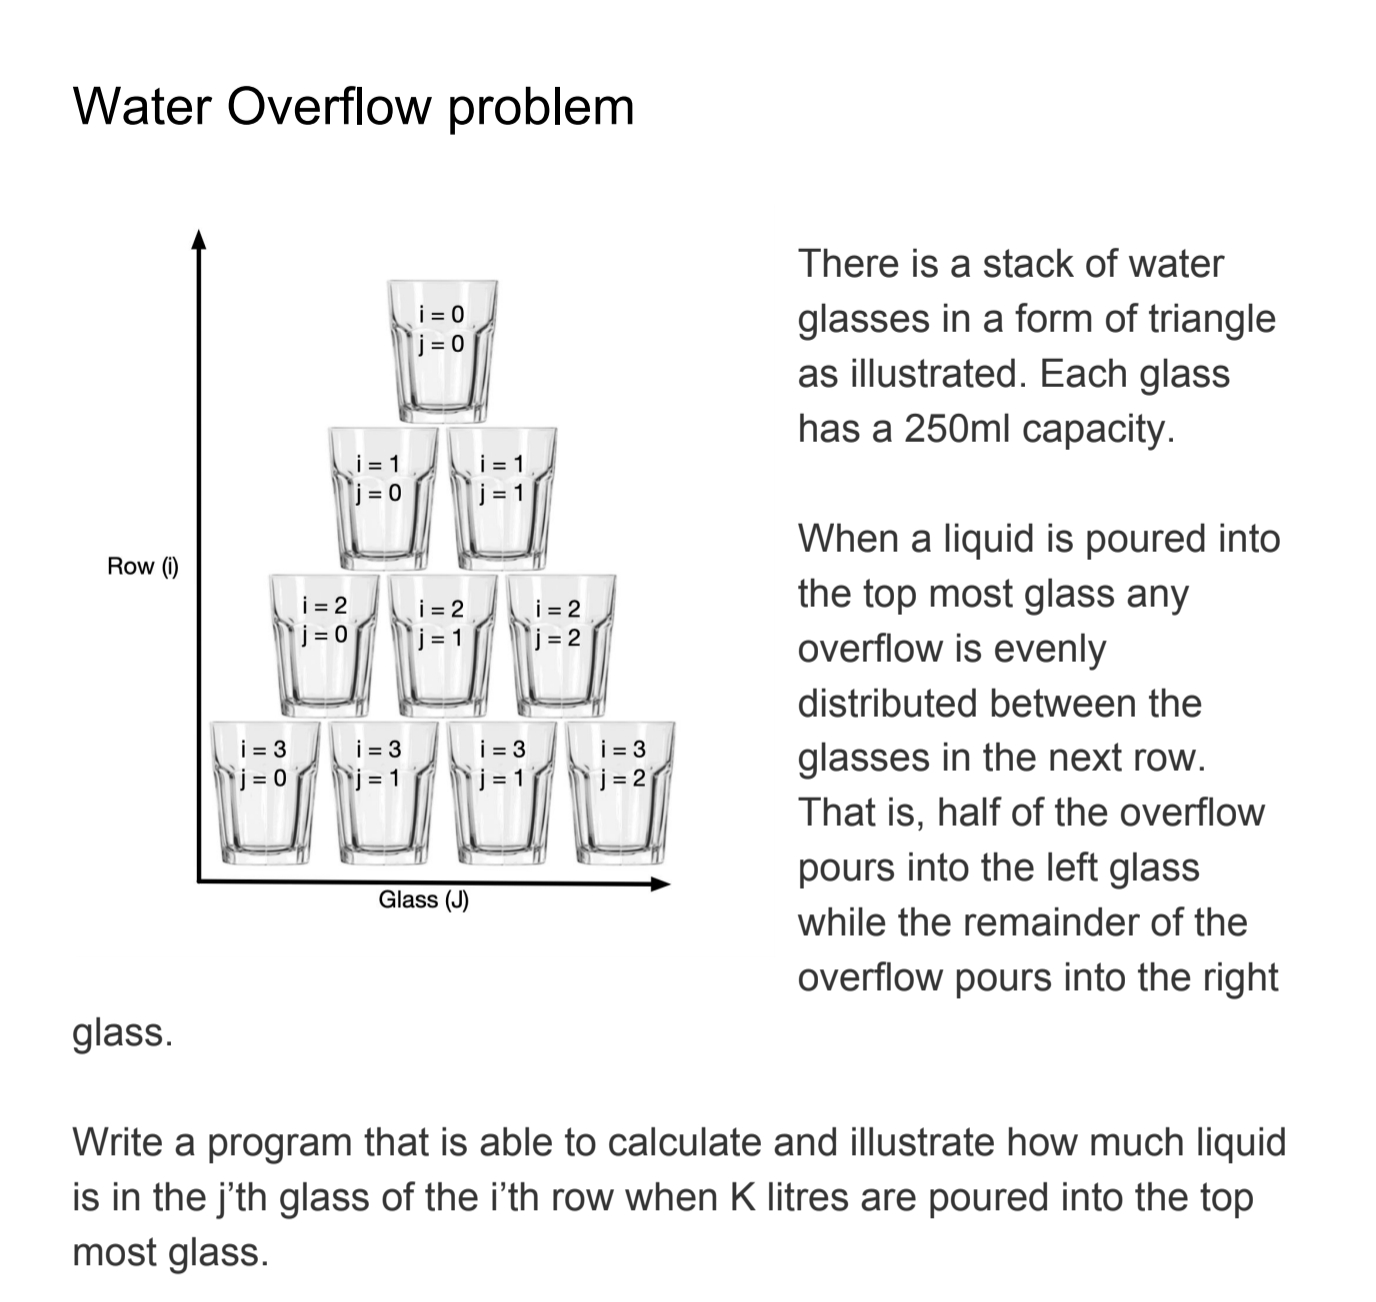 Water Overflow problem
There is a stack of water
glasses in a form of triangle
as illustrated. Each glass
has a 250ml capacity.
When a liquid is poured into
the top most glass any
overflow is evenly
distributed between the
glasses in the next row.
That is, half of the overflow
pours into the left glass
while the remainder of the
overflow pours into the right
glass.
i = 0
j = 0
i = 1
j = 0
i = 1
j = 1
Row (i)
i = 2
j = 0
i = 2
j = 1
i = 2
j = 2
i = 3
j = 0
i = 3
j = 1
i = 3
j = 1
i = 3
j = 2
Glass (J)
Write a program that is able to calculate and illustrate how much liquid
is in the j’th glass of the i’th row when K litres are poured into the top
most glass.